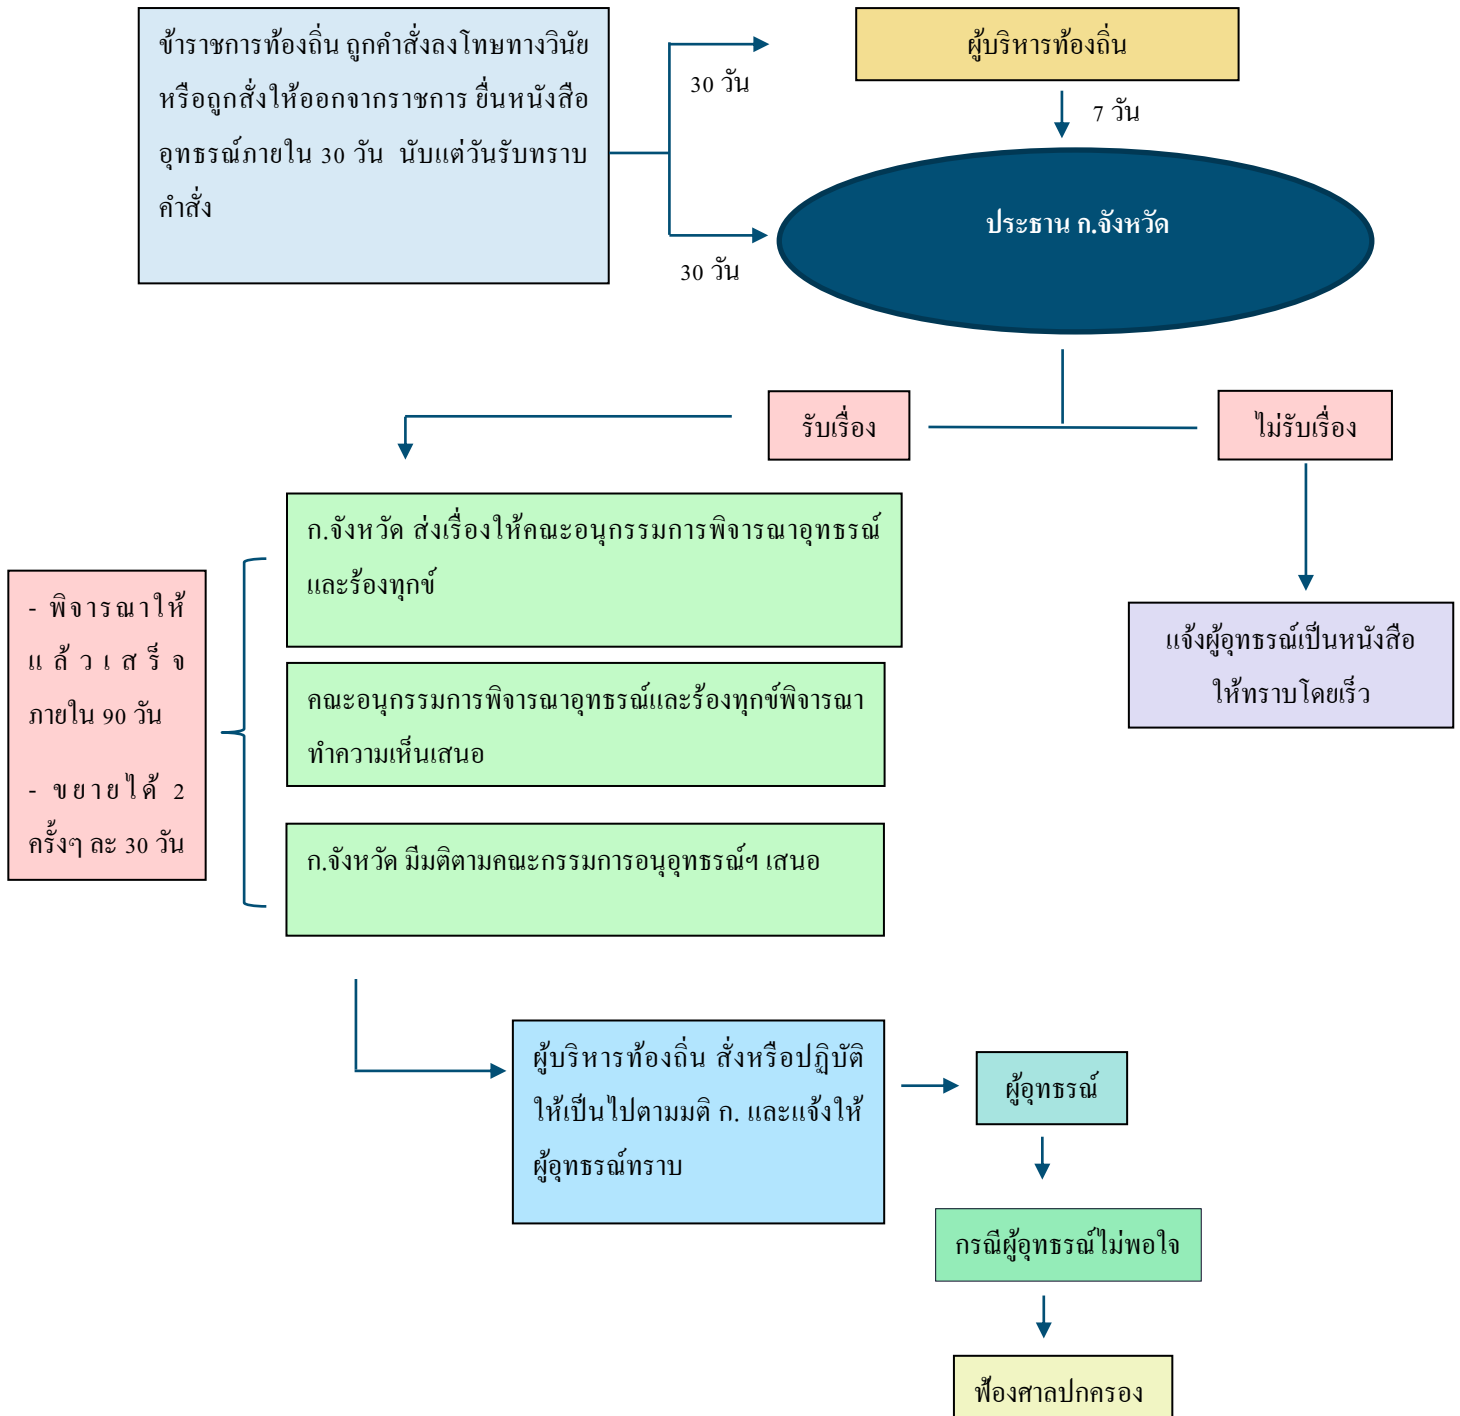 ข้าราชการท้องถิ่น ถูกคำสั่งลงโทษทางวินัย
หรือถูกสั่งให้ออกจากราชการ ยื่นหนังสือ
อุทธรณ์ภายใน 30 วัน นับแต่วันรับทราบ
คำสั่ง
30 วัน
30 วัน
ผู้บริหารท้องถิ่น
7 วัน
ประธาน ก.จังหวัด
รับเรื่อง
ไม่รับเรื่อง
ก.จังหวัด ส่งเรื่องให้คณะอนุกรรมการพิจารณาอุทธรณ์
และร้องทุกข์
แจ้งผู้อุทธรณ์เป็นหนังสือ
ให้ทราบโดยเร็ว
- พิจารณาให้
แล้วเสร็จ
ภายใน 90 วัน
- ขยายได้ 2
ครั้งๆ ละ 30 วัน
คณะอนุกรรมการพิจารณาอุทธรณ์และร้องทุกข์พิจารณา
ทำความเห็นเสนอ
ก.จังหวัด มีมติตามคณะกรรมการอนุอุทธรณ์ฯ เสนอ
ผู้บริหารท้องถิ่น สั่งหรือปฏิบัติ
ให้เป็นไปตามมติ ก. และแจ้งให้
ผู้อุทธรณ์ทราบ
ผู้อุทธรณ์
กรณีผู้อุทธรณ์ไม่พอใจ
ฟ้องศาลปกครอง